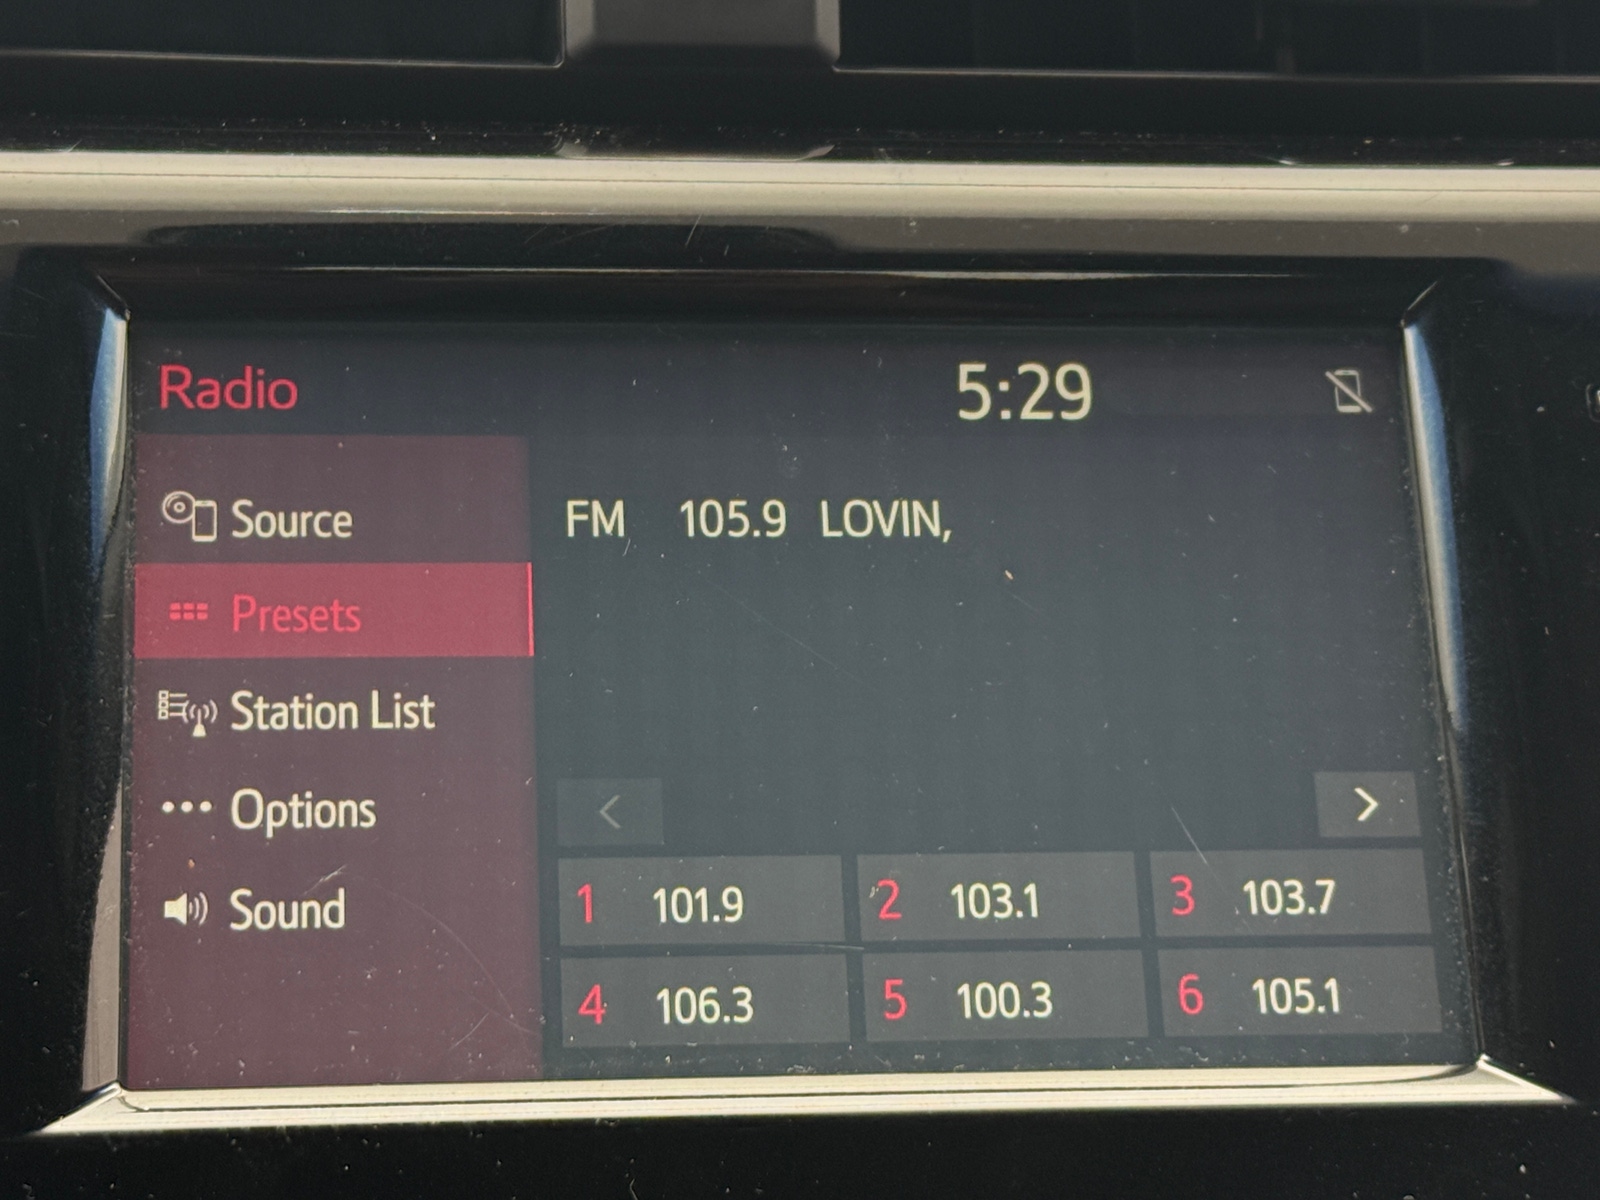 Radio 5:29
Source
FM 105.9 LOVIN,
Presets
Station List
Options
< >
Sound
1 101.9 2 103.1 3 103.7
4 106.3 5 100.3 6 105.1